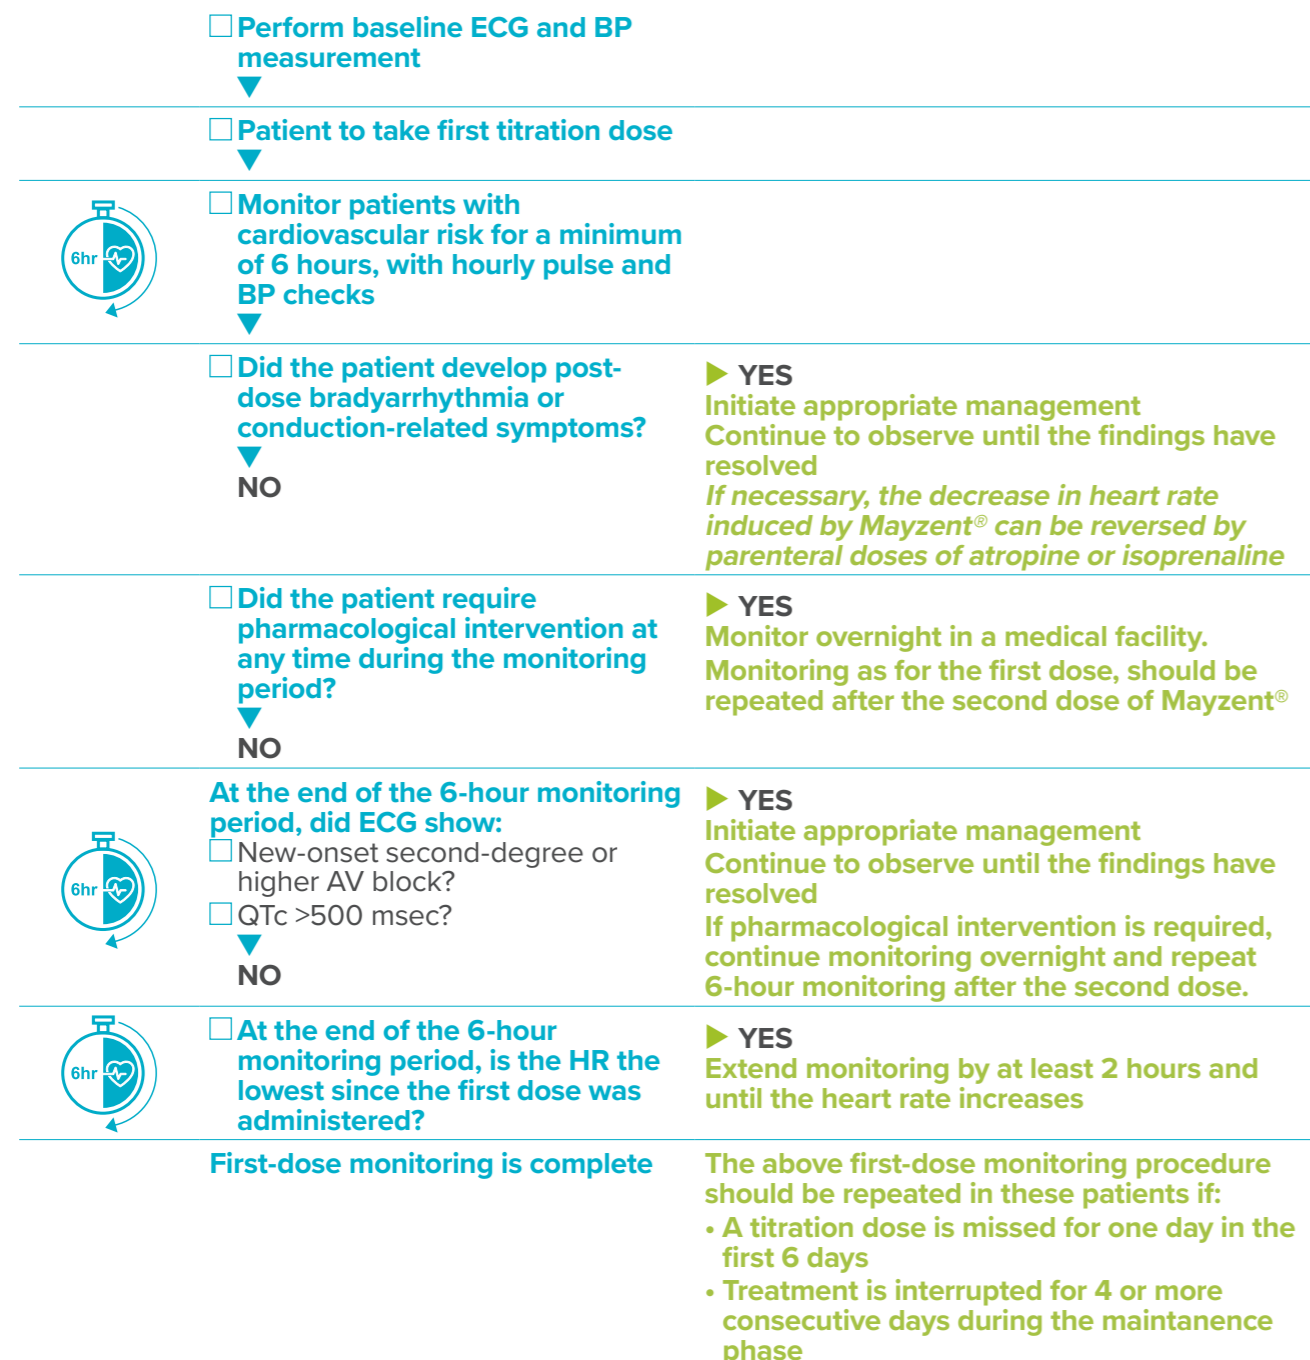 Perform baseline ECG and BP
measurement
Patient to take first titration dose
6hr
Monitor patients with
cardiovascular risk for a minimum
of 6 hours, with hourly pulse and
BP checks
Did the patient develop post-
dose bradyarrhythmia or
conduction-related symptoms?
NO
YES
Initiate appropriate management
Continue to observe until the findings have
resolved
If necessary, the decrease in heart rate
induced by Mayzent® can be reversed by
parenteral doses of atropine or isoprenaline
Did the patient require
pharmacological intervention at
any time during the monitoring
period?
NO
YES
Monitor overnight in a medical facility.
Monitoring as for the first dose, should be
repeated after the second dose of Mayzent®
6hr
At the end of the 6-hour monitoring
period, did ECG show:
New-onset second-degree or
higher AV block?
QTc >500 msec?
NO
YES
Initiate appropriate management
Continue to observe until the findings have
resolved
If pharmacological intervention is required,
continue monitoring overnight and repeat
6-hour monitoring after the second dose.
6hr
At the end of the 6-hour
monitoring period, is the HR the
lowest since the first dose was
administered?
YES
Extend monitoring by at least 2 hours and
until the heart rate increases
First-dose monitoring is complete
The above first-dose monitoring procedure
should be repeated in these patients if:
• A titration dose is missed for one day in the
first 6 days
• Treatment is interrupted for 4 or more
consecutive days during the maintanence
phase